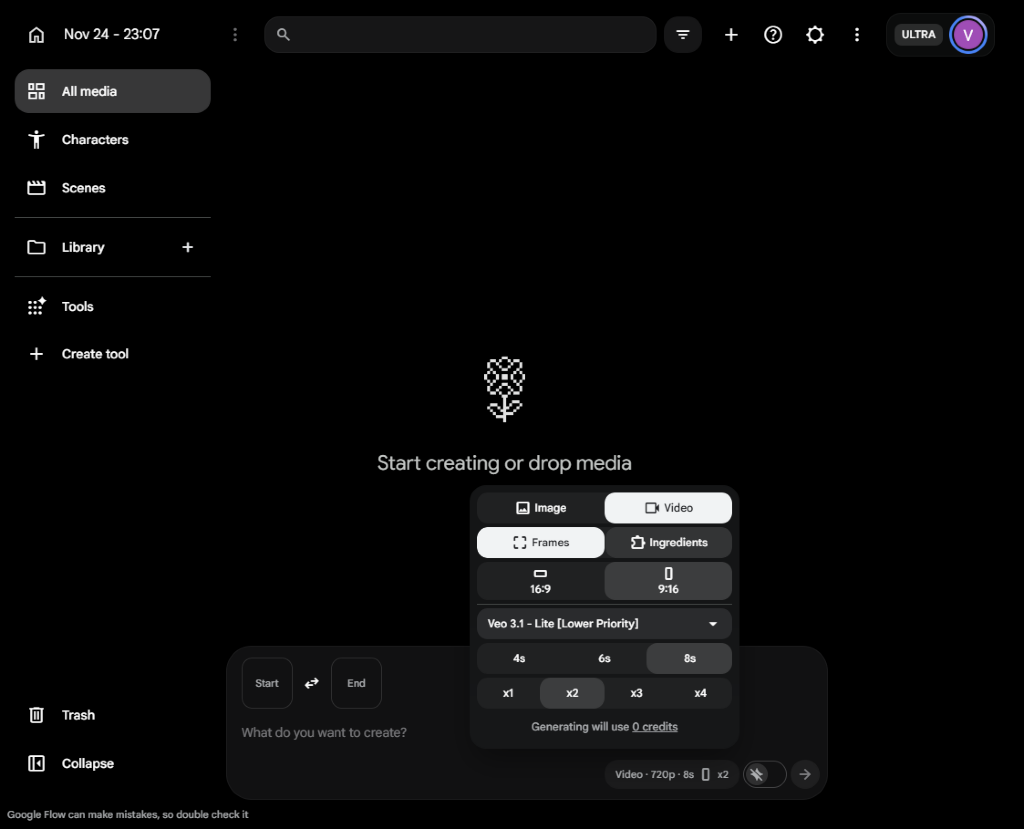 Nov 24 - 23:07
ULTRA
V
All media
Characters
Scenes
Library
Tools
Create tool
Start creating or drop media
Image
Video
Frames
Ingredients
16:9
9:16
Veo 3.1 - Lite [Lower Priority]
4s
6s
8s
x1
x2
x3
x4
Generating will use 0 credits
Start
End
What do you want to create?
Video · 720p · 8s
x2
Trash
Collapse
Google Flow can make mistakes, so double check it